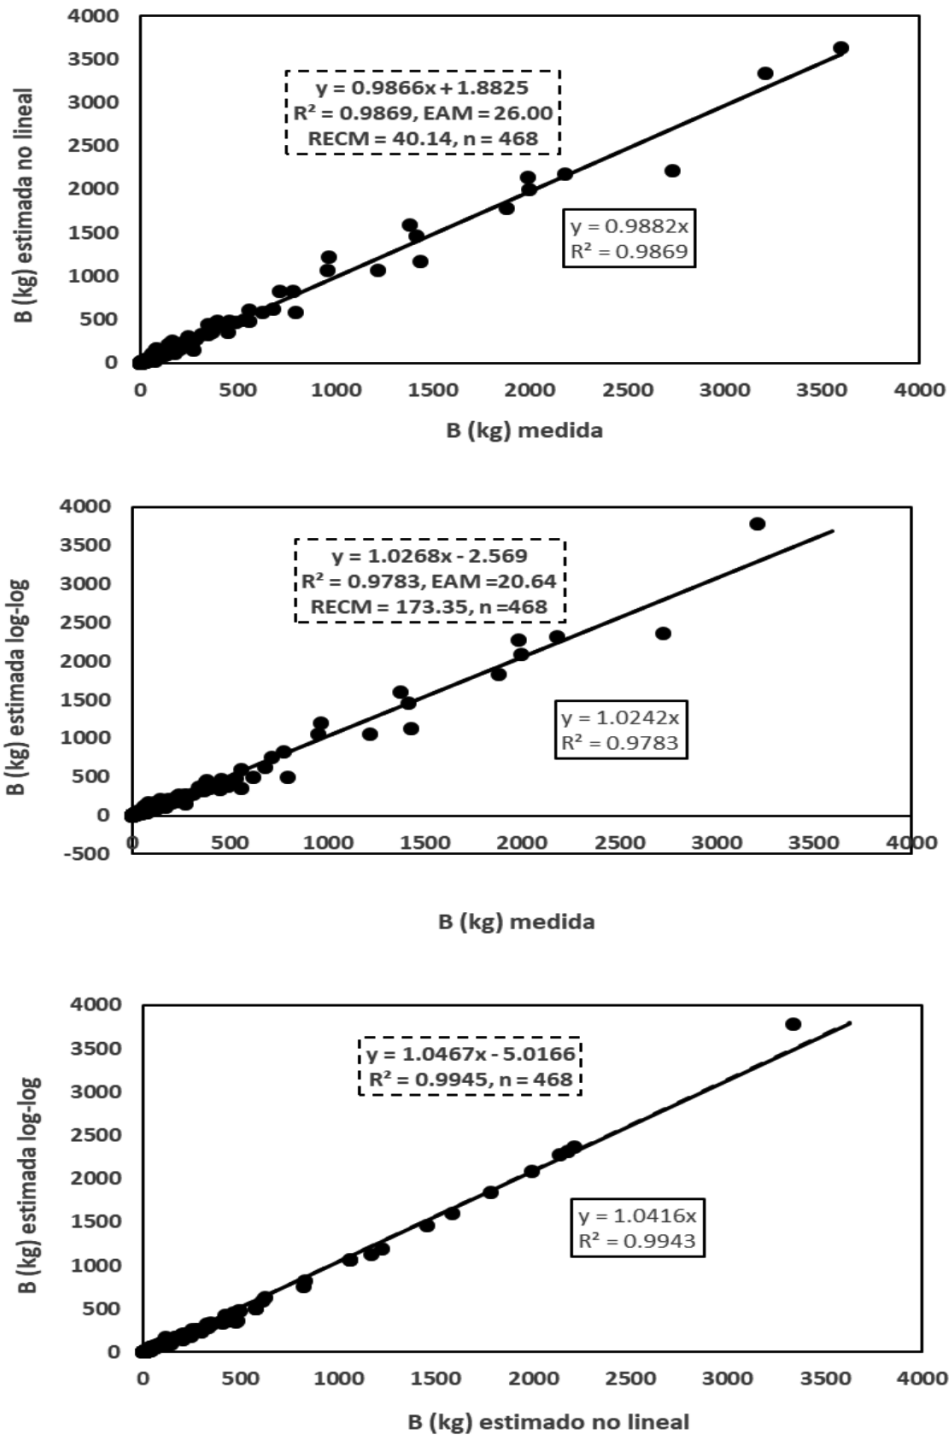 4000
3500
3000
2500
2000
1500
1000
500
0
B (kg) estimada no lineal
y = 0.9866x + 1.8825
R² = 0.9869, EAM = 26.00
RECM = 40.14, n = 468
y = 0.9882x
R² = 0.9869
0 500 1000 1500 2000 2500 3000 3500 4000
B (kg) medida
4000
3500
3000
2500
2000
1500
1000
500
0
-500
B (kg) estimada log-log
y = 1.0268x - 2.569
R² = 0.9783, EAM =20.64
RECM = 173.35, n =468
y = 1.0242x
R² = 0.9783
0 500 1000 1500 2000 2500 3000 3500 4000
B (kg) medida
4000
3500
3000
2500
2000
1500
1000
500
0
B (kg) estimada log-log
y = 1.0467x - 5.0166
R² = 0.9945, n = 468
y = 1.0416x
R² = 0.9943
0 500 1000 1500 2000 2500 3000 3500 4000
B (kg) estimado no lineal